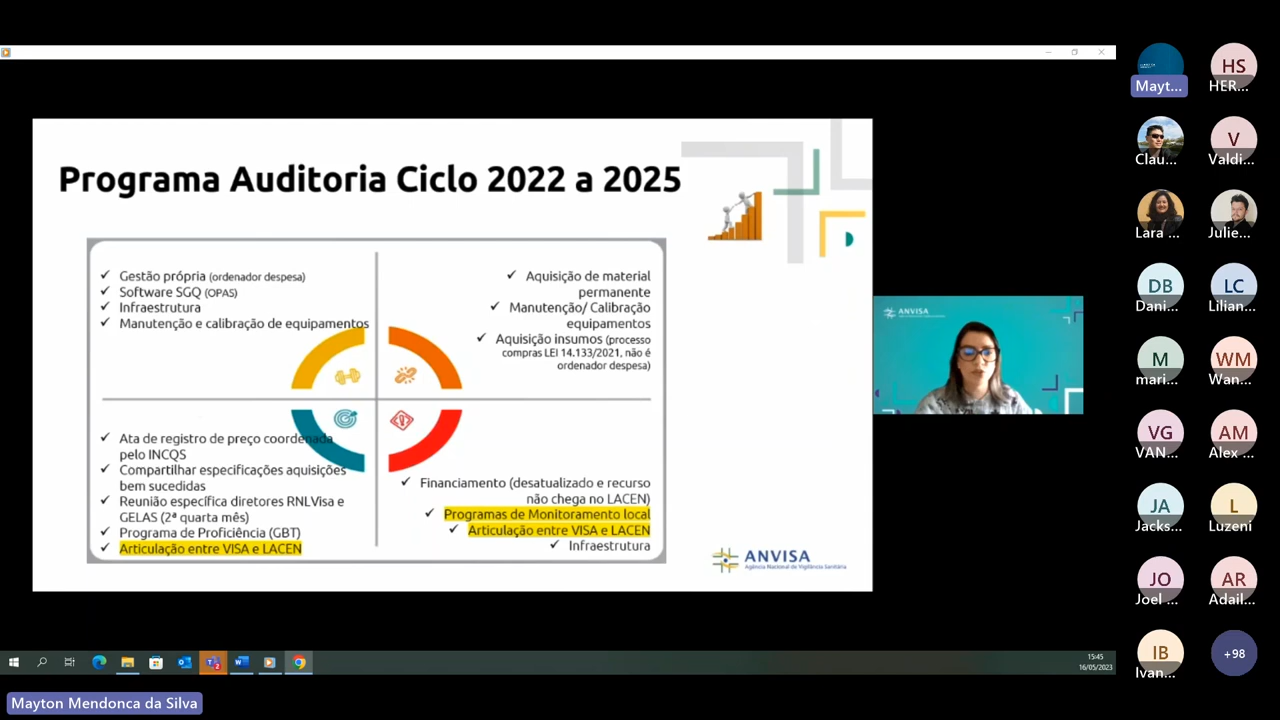 Programa Auditoria Ciclo 2022 a 2025
✓ Gestão própria (ordenador despesa)
✓ Software SGQ (OPAS)
✓ Infraestrutura
✓ Manutenção e calibração de equipamentos
✓ Aquisição de material
permanente
✓ Manutenção/ Calibração
equipamentos
✓ Aquisição insumos (processo
compras LEI 14.133/2021, não é
ordenador despesa)
✓ Ata de registro de preço coordenada
pelo INCQS
✓ Compartilhar especificações aquisições
bem sucedidas
✓ Reunião específica diretores RNLVisa e
GELAS (2ª quarta mês)
✓ Programa de Proficiência (GBT)
✓ Articulação entre VISA e LACEN
✓ Financiamento (desatualizado e recurso
não chega no LACEN)
✓ Programas de Monitoramento local
✓ Articulação entre VISA e LACEN
✓ Infraestrutura
ANVISA
Agência Nacional de Vigilância Sanitária
ANVISA
Mayt...
HS
HER...
Clau...
V
Valdi...
Lara ...
Julie...
DB
Dani...
LC
Lilian...
M
mari...
WM
Wan...
VG
VAN...
AM
Alex ...
JA
Jacks...
L
Luzeni
JO
Joel ...
AR
Adail...
IB
Ivan...
+98
15:45
16/05/2023
Mayton Mendonca da Silva